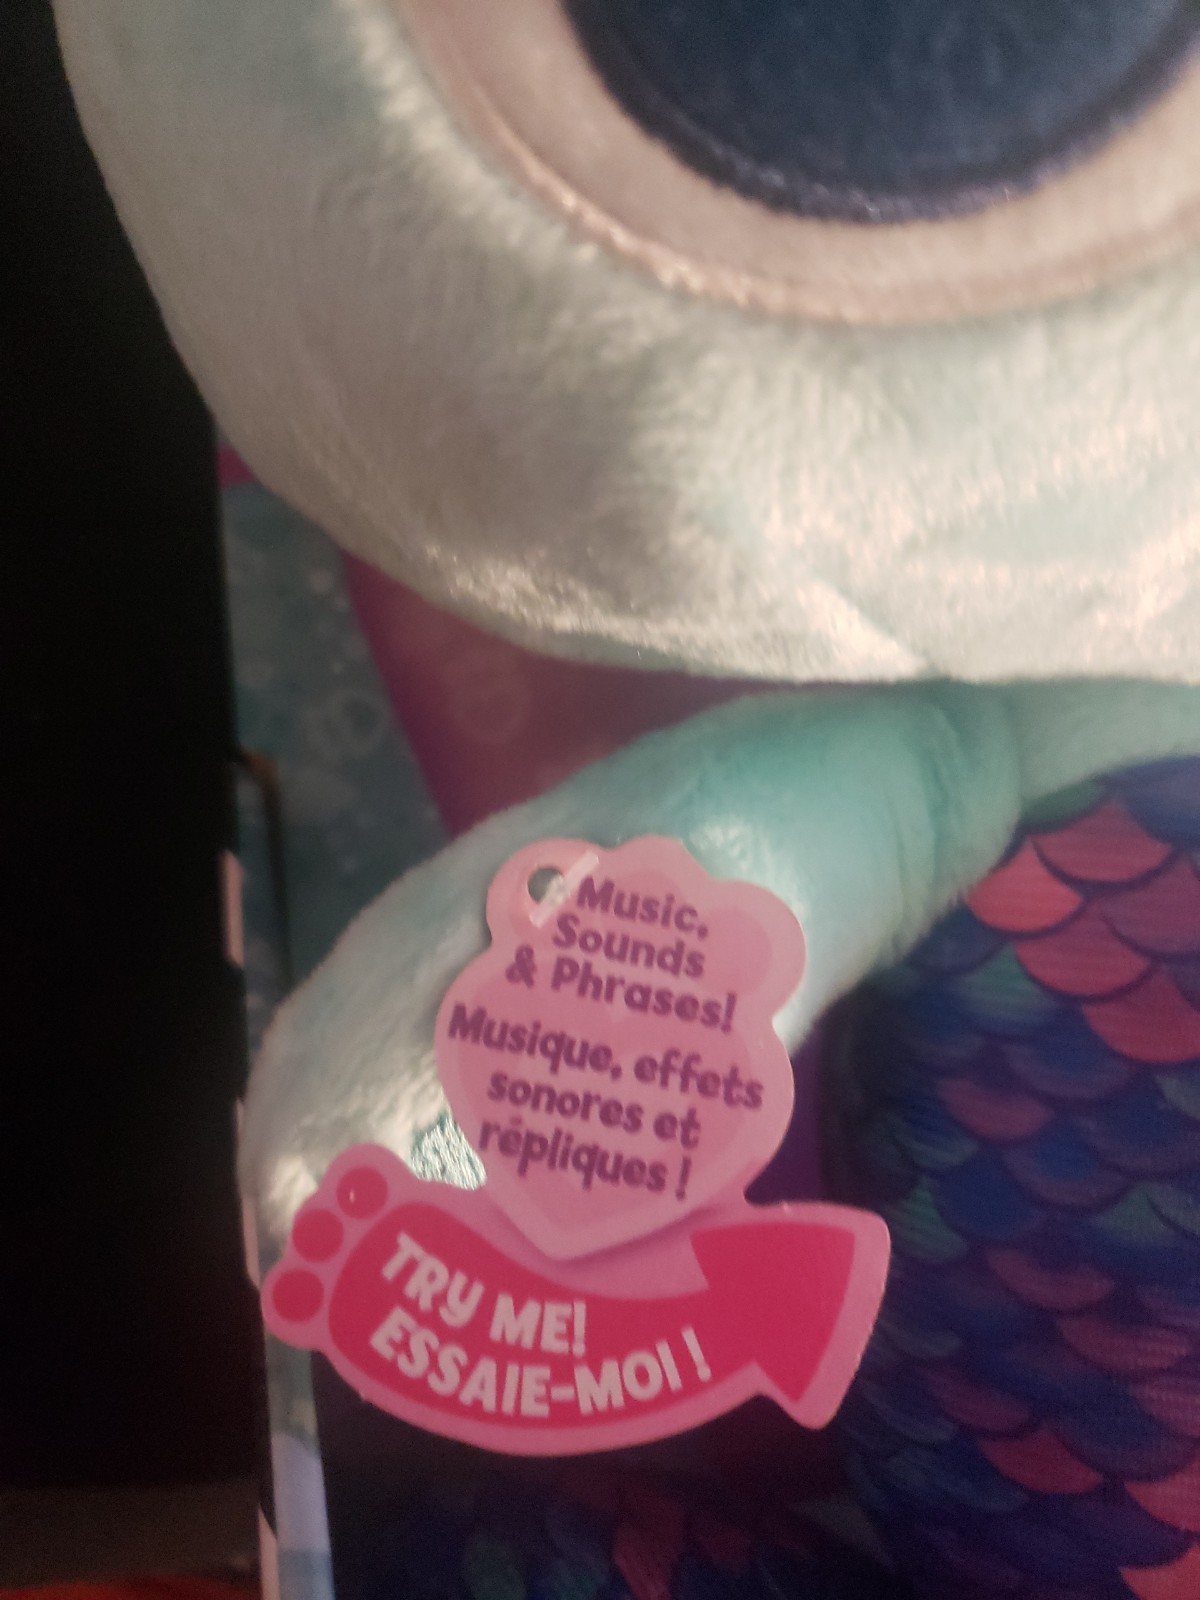 Music,
Sounds
& Phrases!
Musique, effets
sonores et
répliques !
TRY ME!
ESSAIE-MOI !